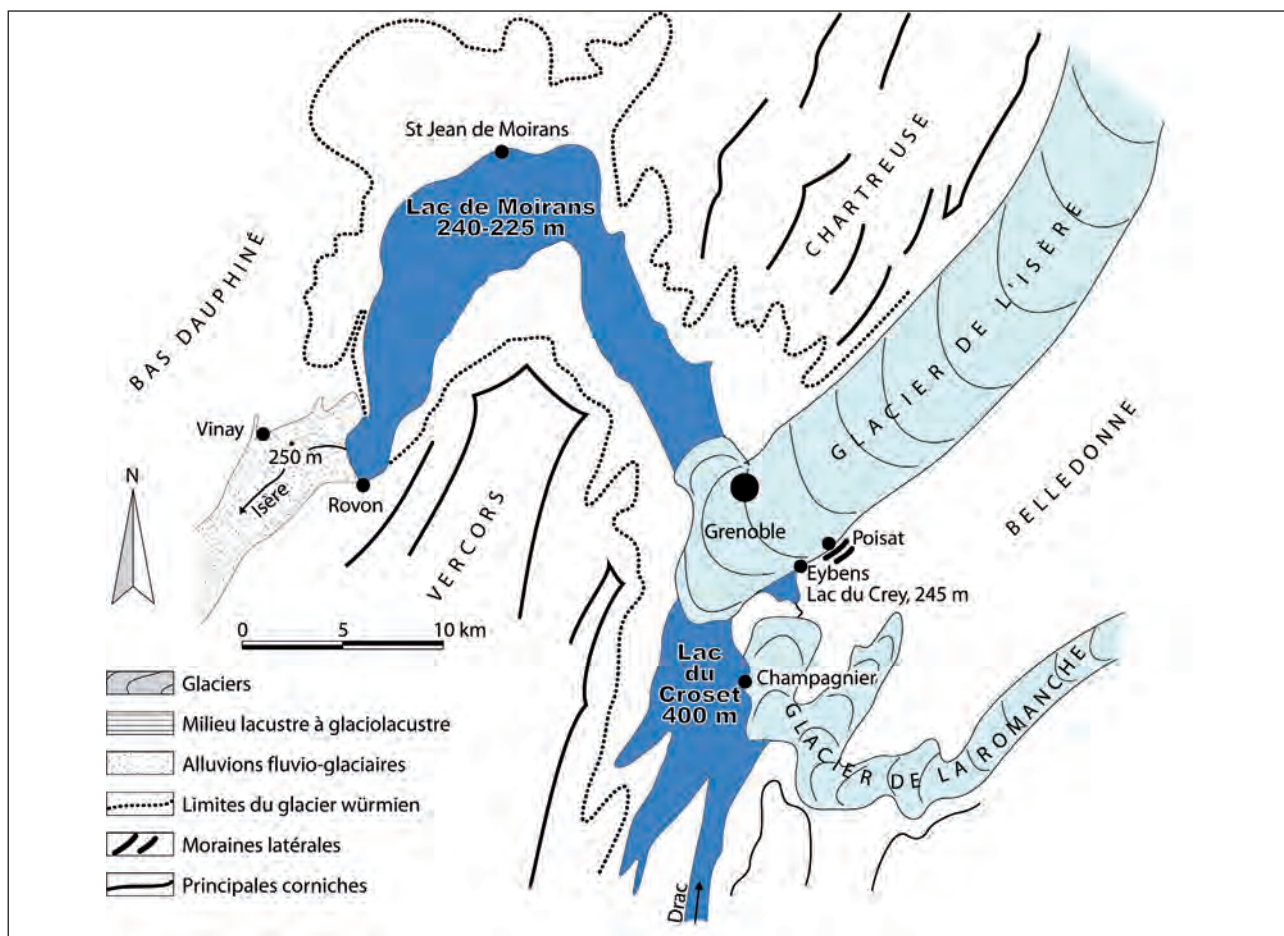 St Jean de Moirans
Lac de Moirans
240-225 m
CHARTREUSE
GLACIER DE L'ISÈRE
BAS DAUPHINÉ
BELLEDONNE
Vinay
250 m
Isère
Rovon
N
VERCORS
Grenoble
Poisat
Eybens
Lac du Crey, 245 m
0 5 10 km
Lac
du
Croset
400 m
Champagnier
GLACIER DE LA ROMANCHE
Drac
Glaciers
Milieu lacustre à glaciolacustre
Alluvions fluvio-glaciaires
Limites du glacier würmien
Moraines latérales
Principales corniches